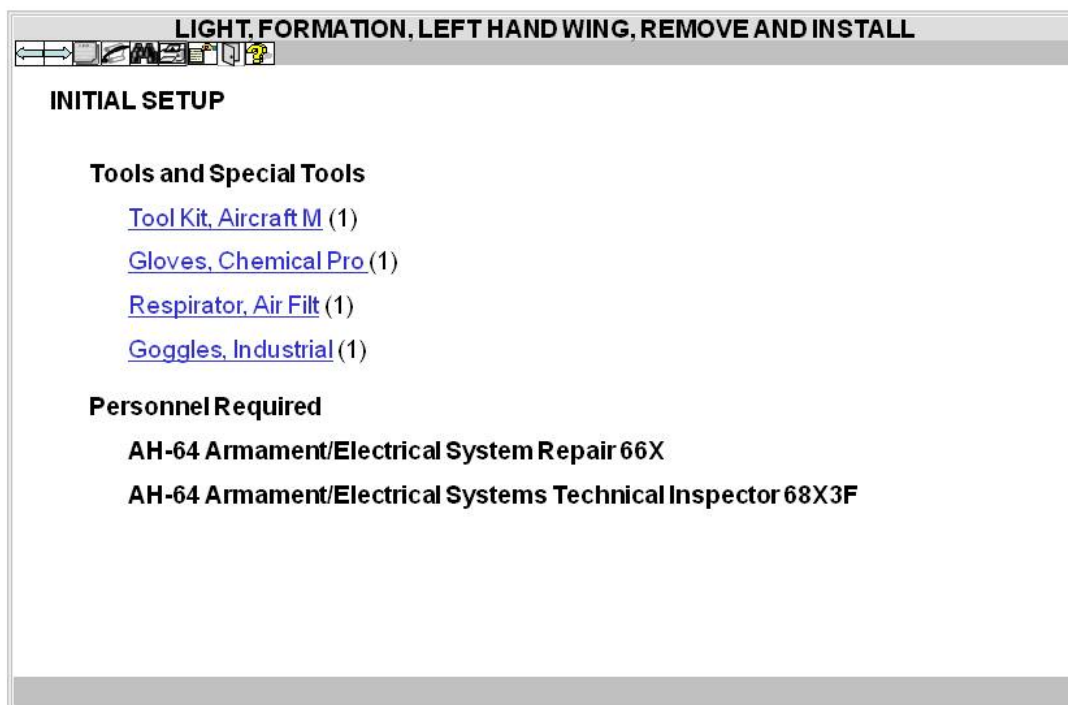 LIGHT, FORMATION, LEFT HAND WING, REMOVE AND INSTALL
INITIAL SETUP
Tools and Special Tools
Tool Kit, Aircraft M (1)
Gloves, Chemical Pro (1)
Respirator, Air Filt (1)
Goggles, Industrial (1)
Personnel Required
AH-64 Armament/Electrical System Repair 66X
AH-64 Armament/Electrical Systems Technical Inspector 68X3F